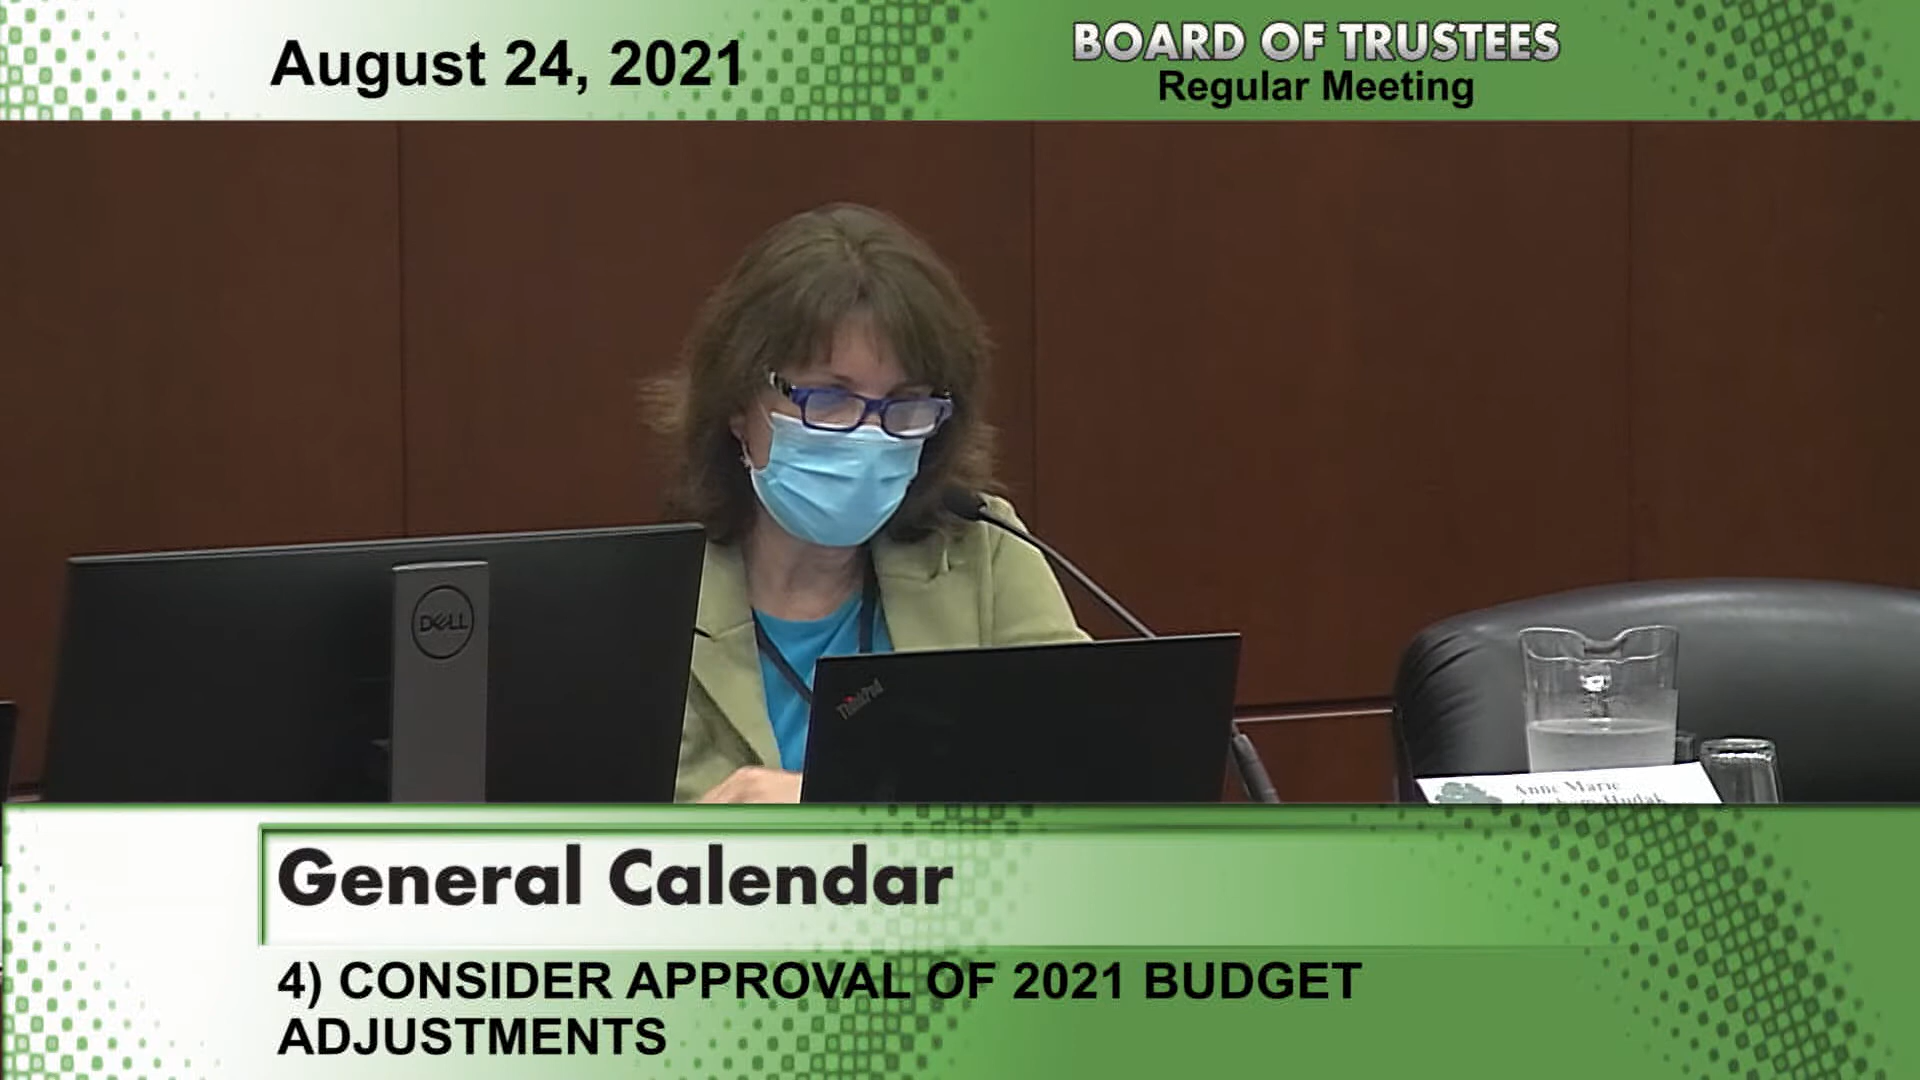 August 24, 2021
BOARD OF TRUSTEES
Regular Meeting
DELL
ThinkPad
Anne Marie
General Calendar
4) CONSIDER APPROVAL OF 2021 BUDGET
ADJUSTMENTS